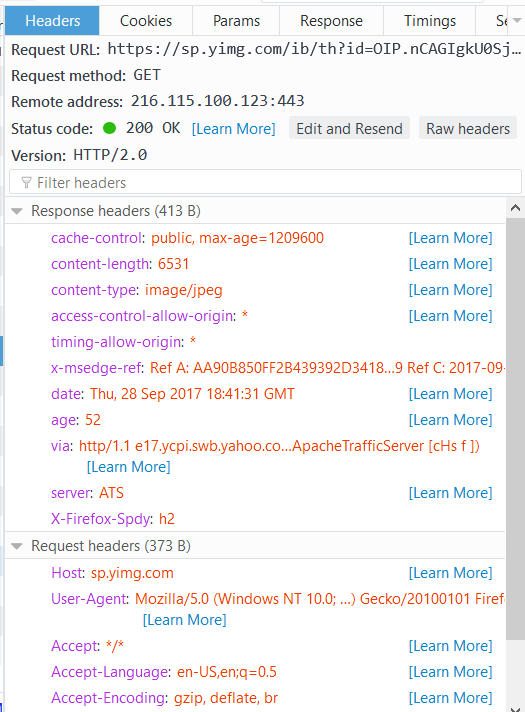 Headers Cookies Params Response Timings
Request URL: https://sp.yimg.com/ib/th?id=OIP.nCAGIgkU0Sj…
Request method: GET
Remote address: 216.115.100.123:443
Status code: 200 OK [Learn More] Edit and Resend Raw headers
Version: HTTP/2.0
Filter headers
Response headers (413 B)
cache-control: public, max-age=1209600 [Learn More]
content-length: 6531 [Learn More]
content-type: image/jpeg [Learn More]
access-control-allow-origin: * [Learn More]
timing-allow-origin: *
x-msedge-ref: Ref A: AA90B850FF2B439392D3418...9 Ref C: 2017-09-
date: Thu, 28 Sep 2017 18:41:31 GMT [Learn More]
age: 52 [Learn More]
via: http/1.1 e17.ycpi.swb.yahoo.co...ApacheTrafficServer [cHs f ])
[Learn More]
server: ATS [Learn More]
X-Firefox-Spdy: h2
Request headers (373 B)
Host: sp.yimg.com [Learn More]
User-Agent: Mozilla/5.0 (Windows NT 10.0; ...) Gecko/20100101 Firef
[Learn More]
Accept: */* [Learn More]
Accept-Language: en-US,en;q=0.5 [Learn More]
Accept-Encoding: gzip, deflate, br [Learn More]